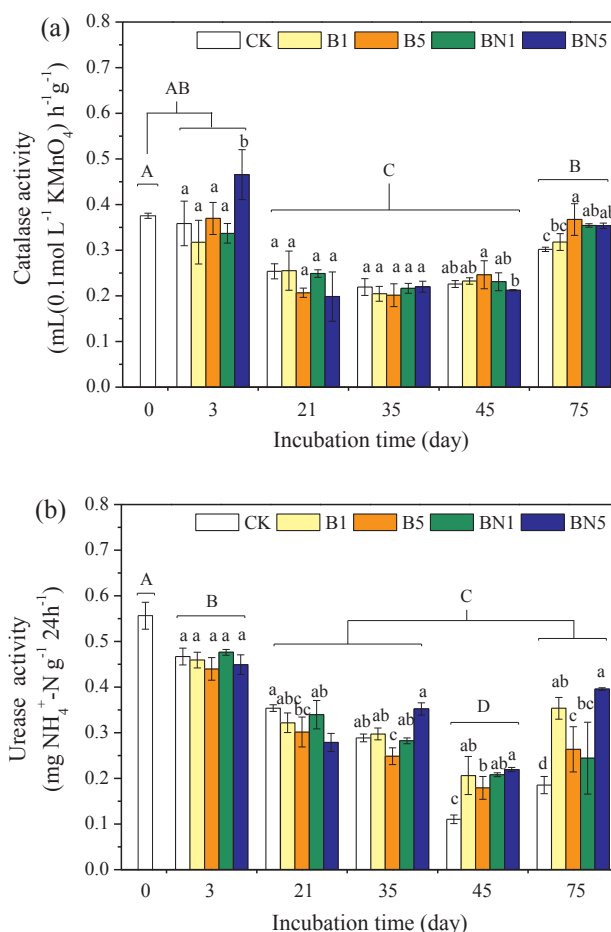 (a)
CK B1 B5 BN1 BN5
Catalase activity
(mL(0.1mol L⁻¹ KMnO₄) h⁻¹g⁻¹)
0.8
0.7
0.6
0.5
0.4
0.3
0.2
0.1
0.0
AB
A
C
B
a a a a b
a a a a a
a a a a a
ab ab a ab b
c bc a ab ab
0 3 21 35 45 75
Incubation time (day)
(b)
CK B1 B5 BN1 BN5
Urease activity
(mg NH₄⁺-N g⁻¹ 24h⁻¹)
0.8
0.7
0.6
0.5
0.4
0.3
0.2
0.1
0.0
A
B
C
D
a a a a a
a abc bc ab
ab ab c ab a
c ab b ab a
d ab c bc a
0 3 21 35 45 75
Incubation time (day)